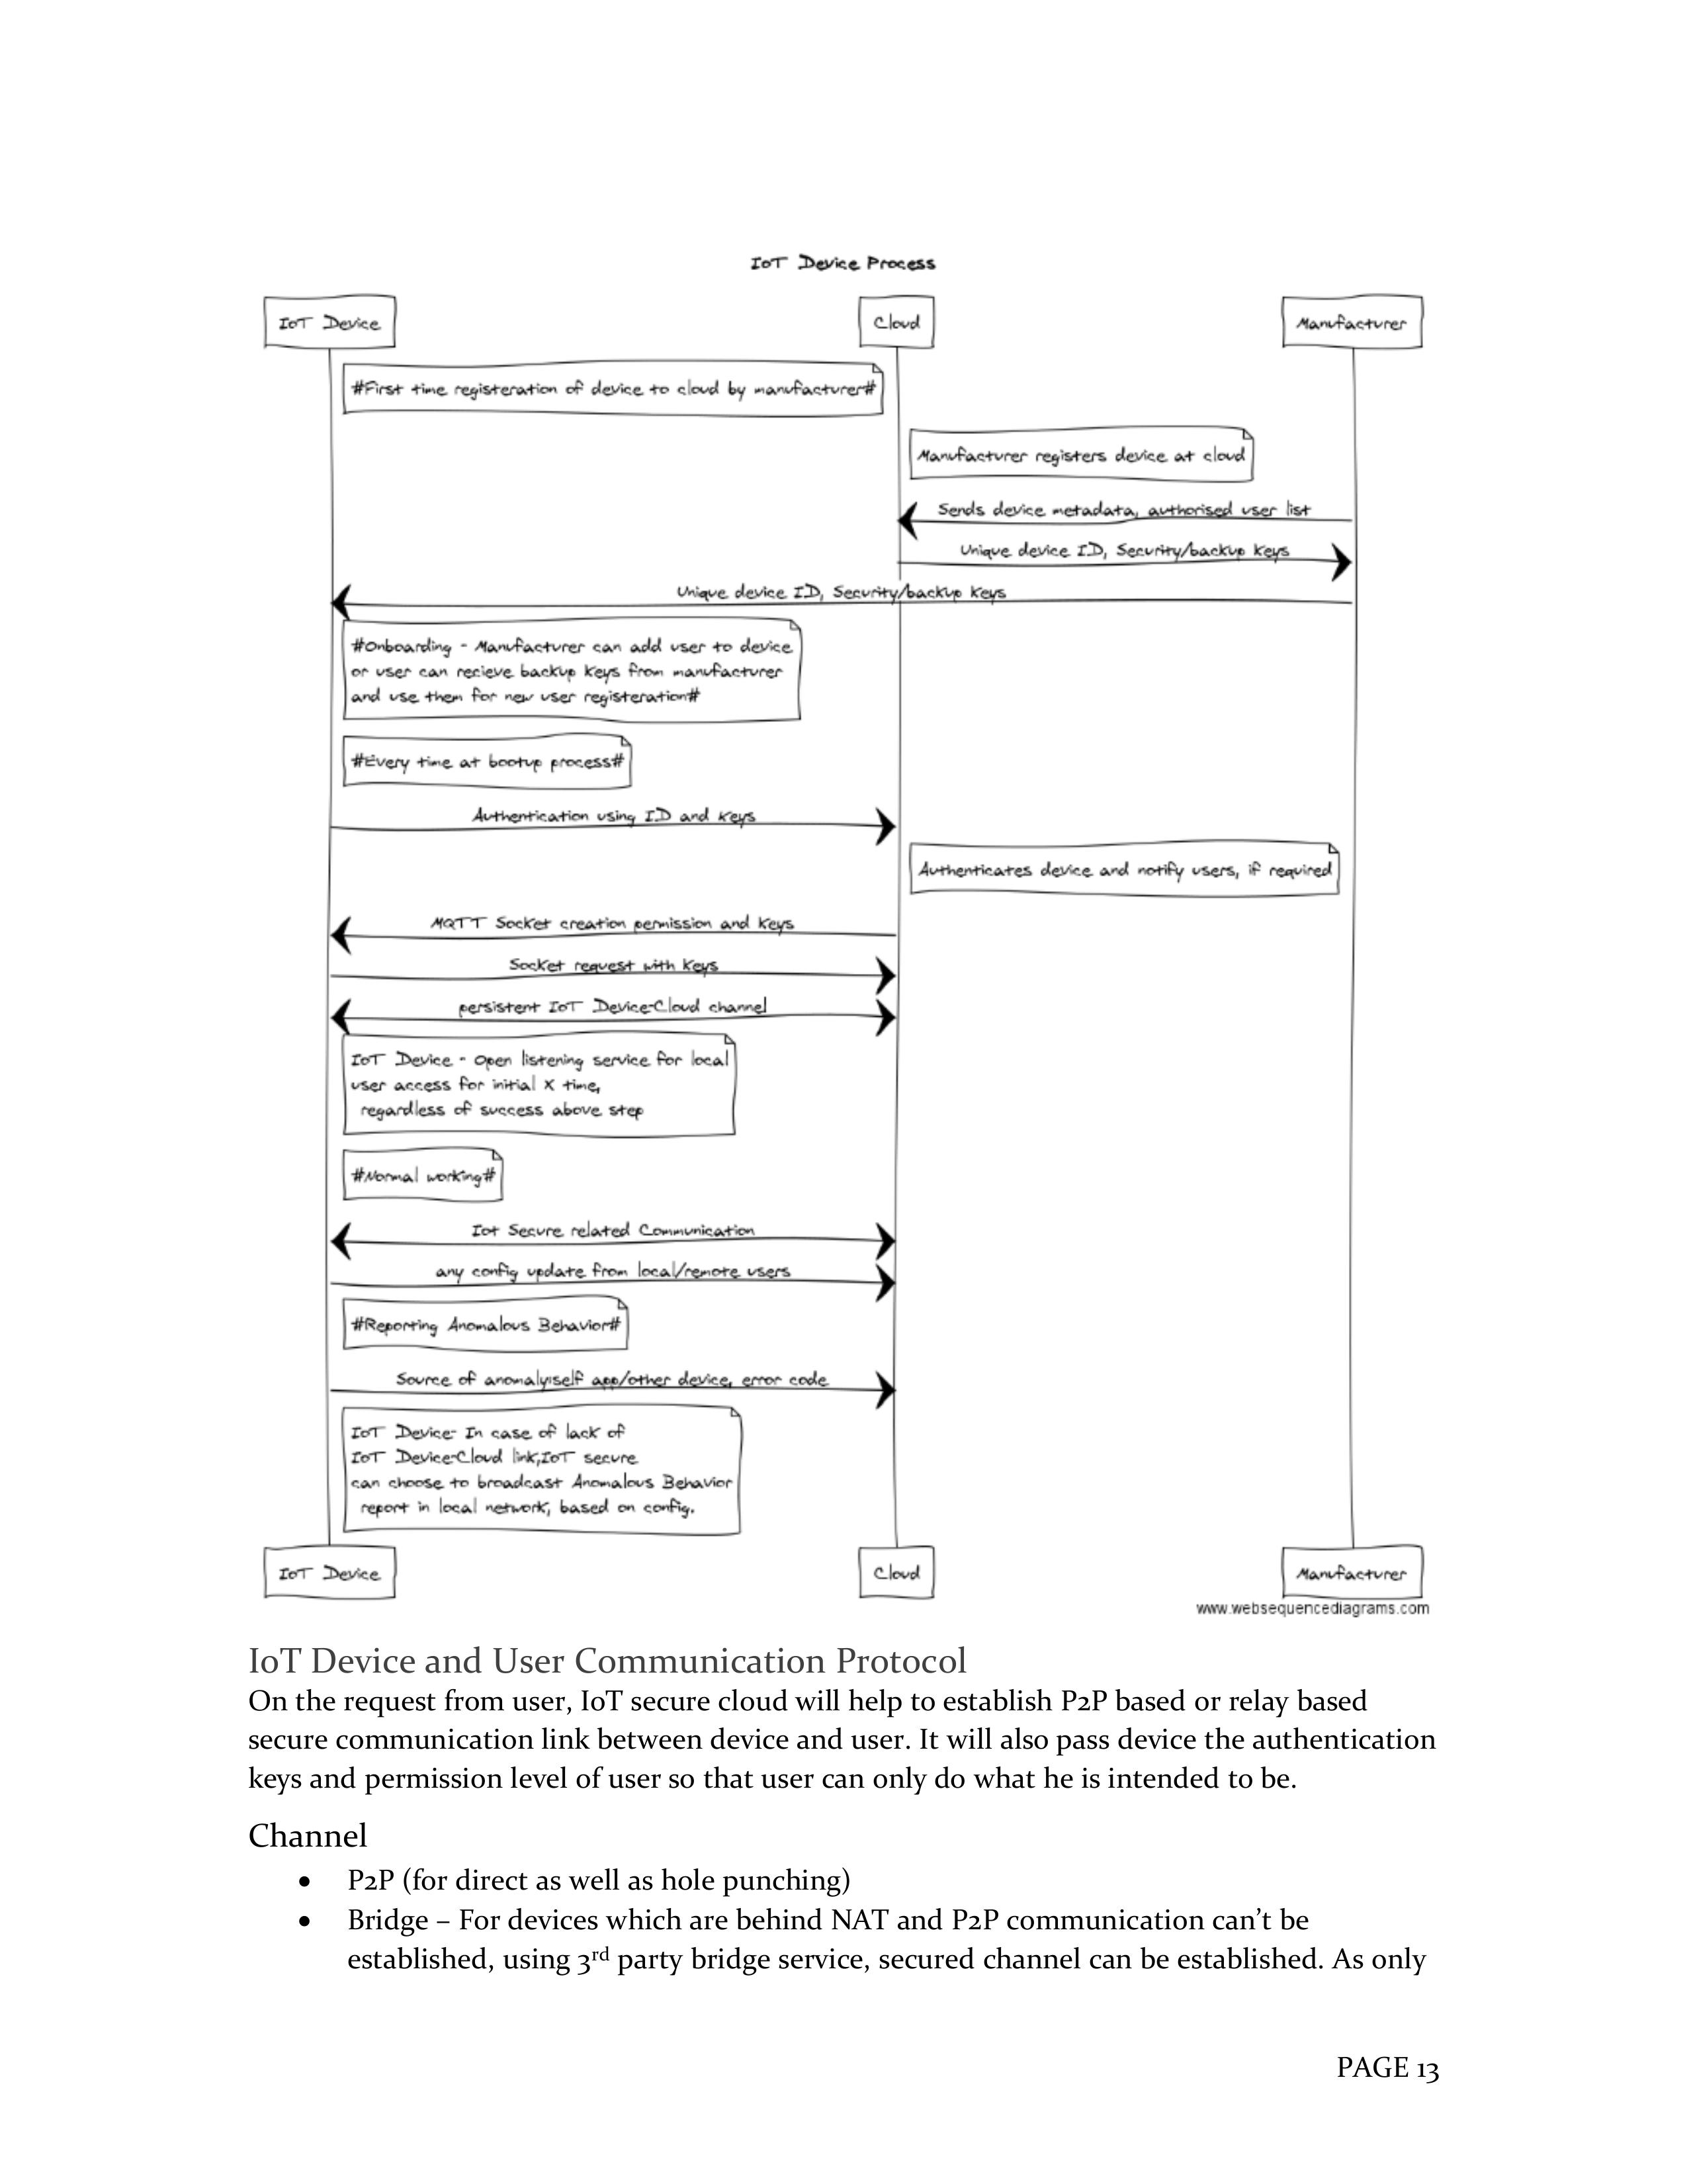 IoT Device Process
IoT Device
Cloud
Manufacturer
#First time registeration of device to cloud by manufacturer#
Manufacturer registers device at cloud
Sends device metadata, authorised user list
Unique device ID, Security/backup keys
Unique device ID, Security/backup keys
#Onboarding - Manufacturer can add user to device
or user can recieve backup keys from manufacturer
and use them for new user registeration#
#Every time at bootup process#
Authentication using ID and keys
Authenticates device and notify users, if required
MQTT Socket creation permission and keys
Socket request with keys
persistent IoT Device-Cloud channel
IoT Device - Open listening service for local
user access for initial X time,
regardless of success above step
#Normal working#
Iot Secure related Communication
any config update from local/remote users
#Reporting Anomalous Behavior#
Source of anomaly:self app/other device, error code
IoT Device- In case of lack of
IoT Device-Cloud link,IoT secure
can choose to broadcast Anomalous Behavior
report in local network, based on config.
IoT Device
Cloud
Manufacturer
www.websequencediagrams.com
IoT Device and User Communication Protocol
On the request from user, IoT secure cloud will help to establish P2P based or relay based
secure communication link between device and user. It will also pass device the authentication
keys and permission level of user so that user can only do what he is intended to be.
Channel
• P2P (for direct as well as hole punching)
• Bridge – For devices which are behind NAT and P2P communication can’t be
established, using 3rd party bridge service, secured channel can be established. As only
PAGE 13